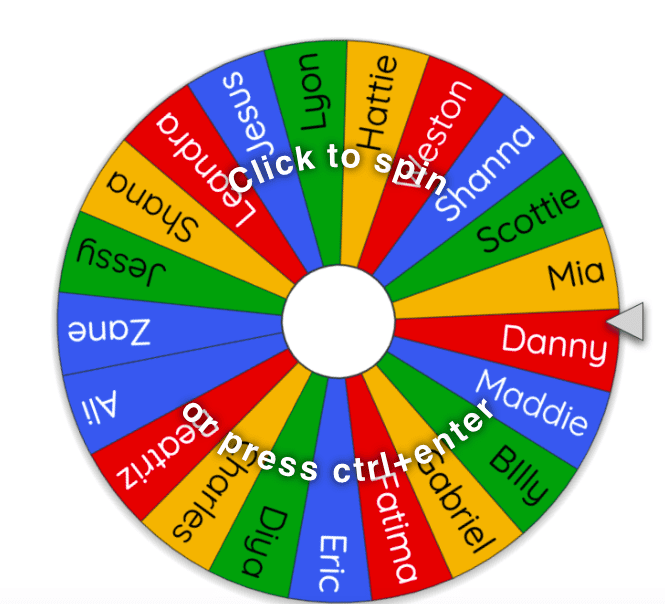 Lyon
Hattie
Weston
Shanna
Scottie
Mia
Danny
Maddie
BIlly
Gabriel
Fatima
Eric
Diya
Charles
Beatriz
Ali
Zane
Jessy
Shana
Leandra
Jesus
Click to spin
or press ctrl+enter